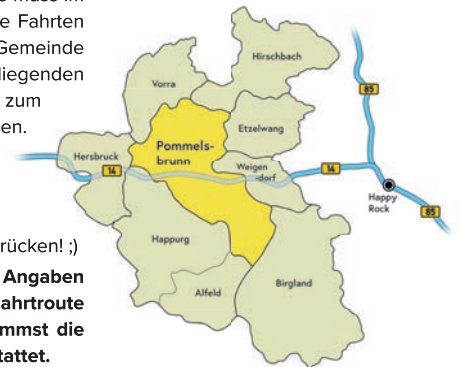 e Fahrten
Gemeinde
liegenden
zum
en.
rücken! ;)
Angaben
ahrtroute
mmst die
tattet.
Hirschbach
Vorra
85
Etzelwang
Pommels-
brunn
Hersbruck
14
Weigen
-dorf
14
Happy
Rock
85
Happurg
Alfeld
Birgland